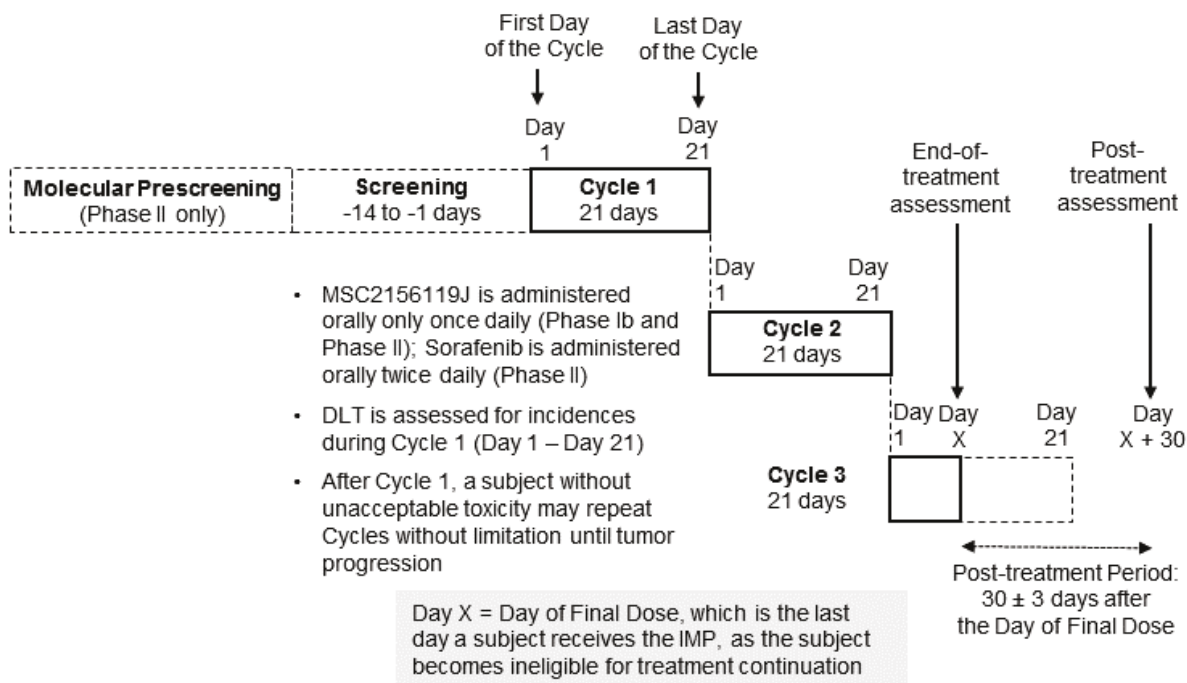 First Day
of the Cycle
Last Day
of the Cycle
Day
1
Day
21
End-of-
treatment
assessment
Post-
treatment
assessment
Molecular Prescreening
(Phase II only)
Screening
-14 to -1 days
Cycle 1
21 days
Day
1
Day
21
Cycle 2
21 days
• MSC2156119J is administered
orally only once daily (Phase Ib and
Phase II); Sorafenib is administered
orally twice daily (Phase II)
• DLT is assessed for incidences
during Cycle 1 (Day 1 – Day 21)
• After Cycle 1, a subject without
unacceptable toxicity may repeat
Cycles without limitation until tumor
progression
Day
1
Day
X
Day
21
Day
X + 30
Cycle 3
21 days
Post-treatment Period:
30 ± 3 days after
the Day of Final Dose
Day X = Day of Final Dose, which is the last
day a subject receives the IMP, as the subject
becomes ineligible for treatment continuation